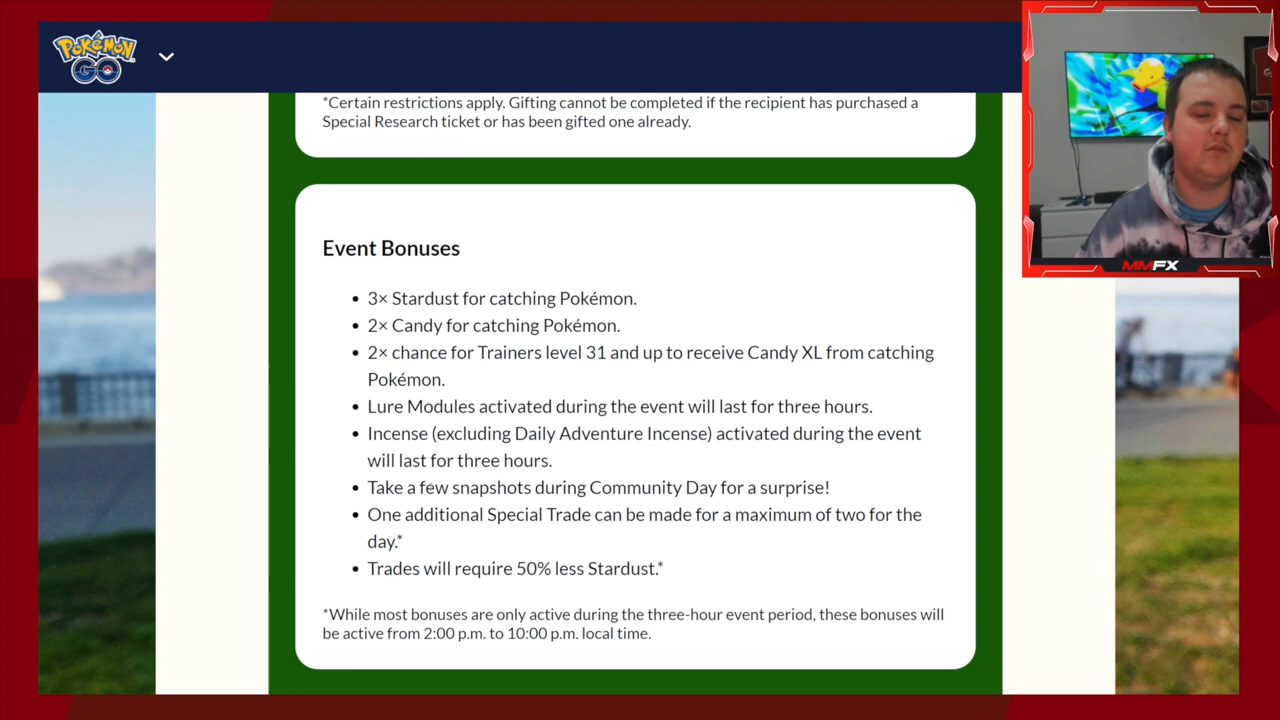 POKÉMON
GO
*Certain restrictions apply. Gifting cannot be completed if the recipient has purchased a
Special Research ticket or has been gifted one already.
Event Bonuses
• 3× Stardust for catching Pokémon.
• 2× Candy for catching Pokémon.
• 2× chance for Trainers level 31 and up to receive Candy XL from catching
Pokémon.
• Lure Modules activated during the event will last for three hours.
• Incense (excluding Daily Adventure Incense) activated during the event
will last for three hours.
• Take a few snapshots during Community Day for a surprise!
• One additional Special Trade can be made for a maximum of two for the
day.*
• Trades will require 50% less Stardust.*
*While most bonuses are only active during the three-hour event period, these bonuses will
be active from 2:00 p.m. to 10:00 p.m. local time.
MMFX